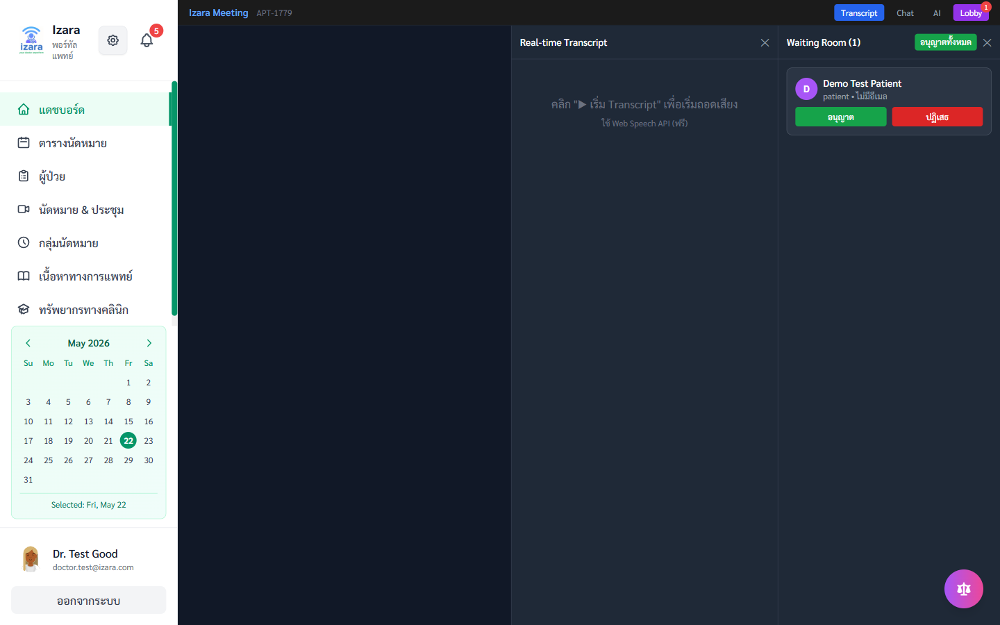 izara
Izara
พอร์ทัล
แพทย์
5
แดชบอร์ด
ตารางนัดหมาย
ผู้ป่วย
นัดหมาย & ประชุม
กลุ่มนัดหมาย
เนื้อหาทางการแพทย์
ทรัพยากรทางคลินิก
May 2026
Su Mo Tu We Th Fr Sa
1 2
3 4 5 6 7 8 9
10 11 12 13 14 15 16
17 18 19 20 21 22 23
24 25 26 27 28 29 30
31
Selected: Fri, May 22
Dr. Test Good
doctor.test@izara.com
ออกจากระบบ
Izara Meeting APT-1779
Transcript Chat AI Lobby 1
Real-time Transcript
คลิก "▶ เริ่ม Transcript" เพื่อเริ่มถอดเสียง
ใช้ Web Speech API (ฟรี)
Waiting Room (1) อนุญาตทั้งหมด
D
Demo Test Patient
patient • ไม่มีอีเมล
อนุญาต ปฏิเสธ